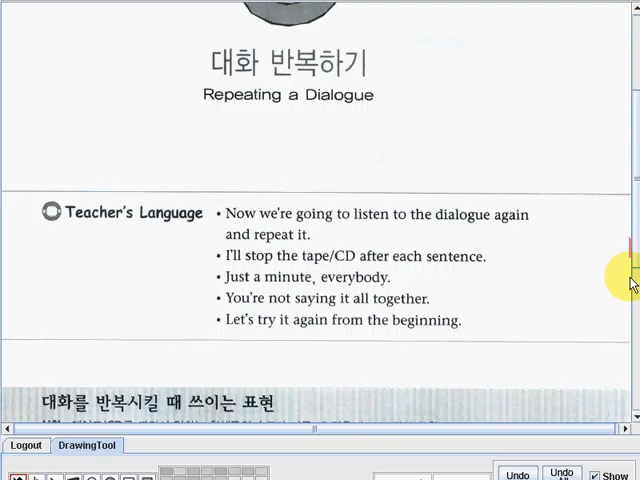 대화 반복하기
Repeating a Dialogue
Teacher's Language
• Now we're going to listen to the dialogue again
and repeat it.
• I'll stop the tape/CD after each sentence.
• Just a minute, everybody.
• You're not saying it all together.
• Let's try it again from the beginning.
대화를 반복시킬 때 쓰이는 표현
Logout
DrawingTool
Undo
Undo
Show